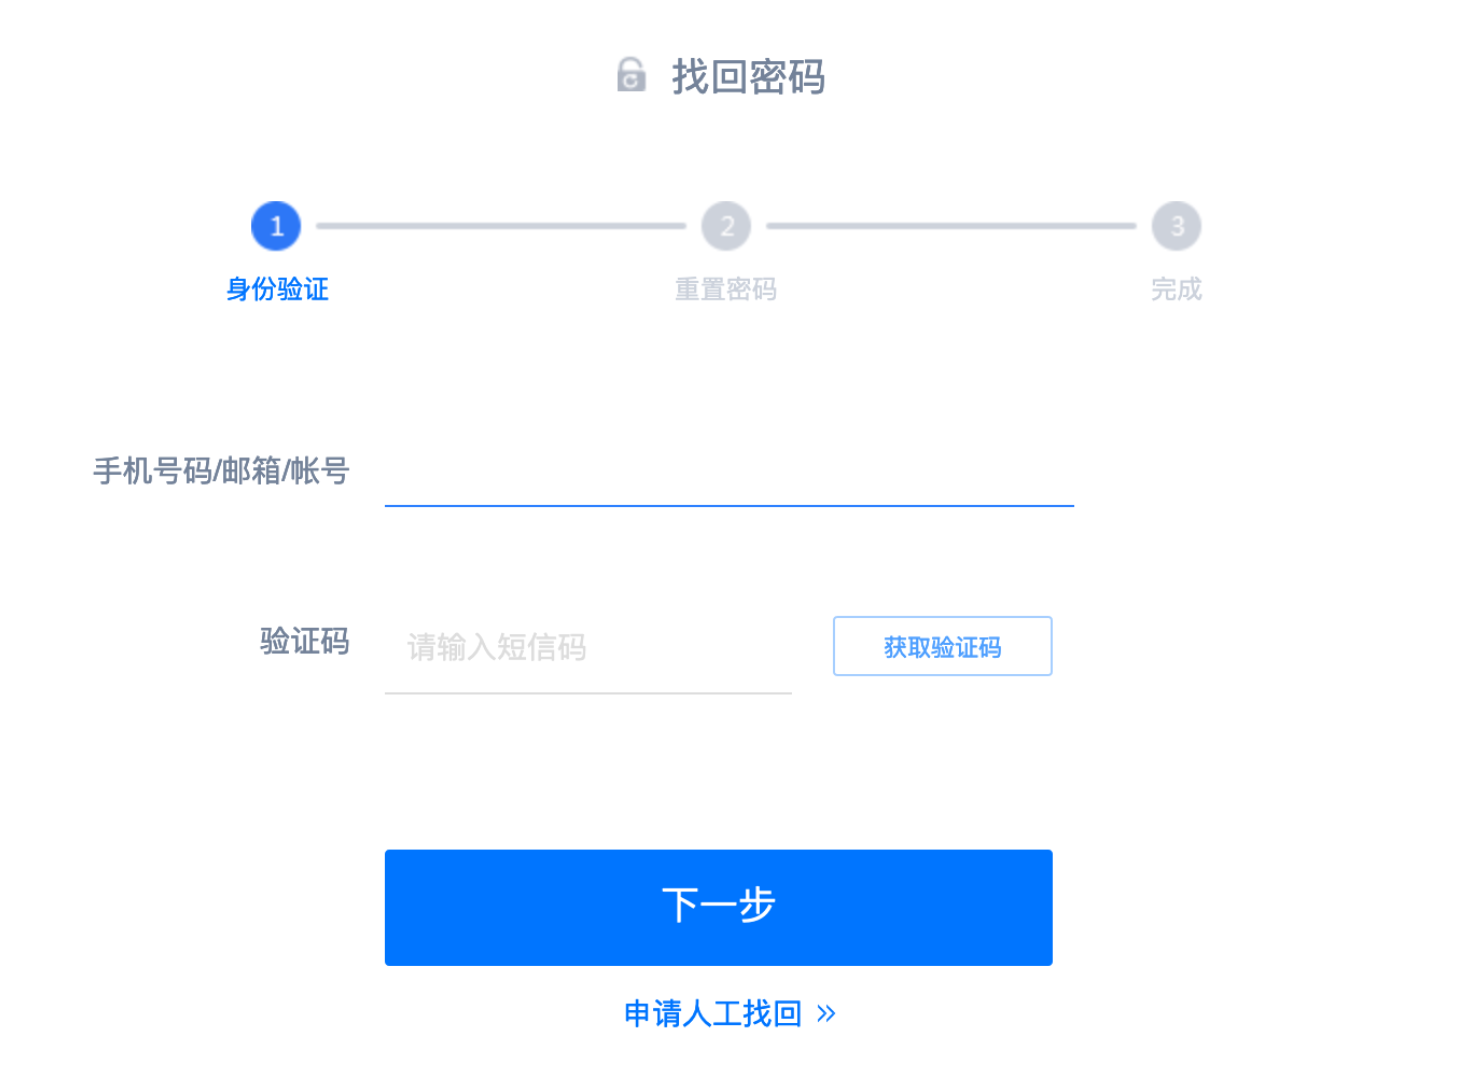 找回密码
1
2
3
身份验证
重置密码
完成
手机号码/邮箱/帐号
验证码
请输入短信码
获取验证码
下一步
申请人工找回 »